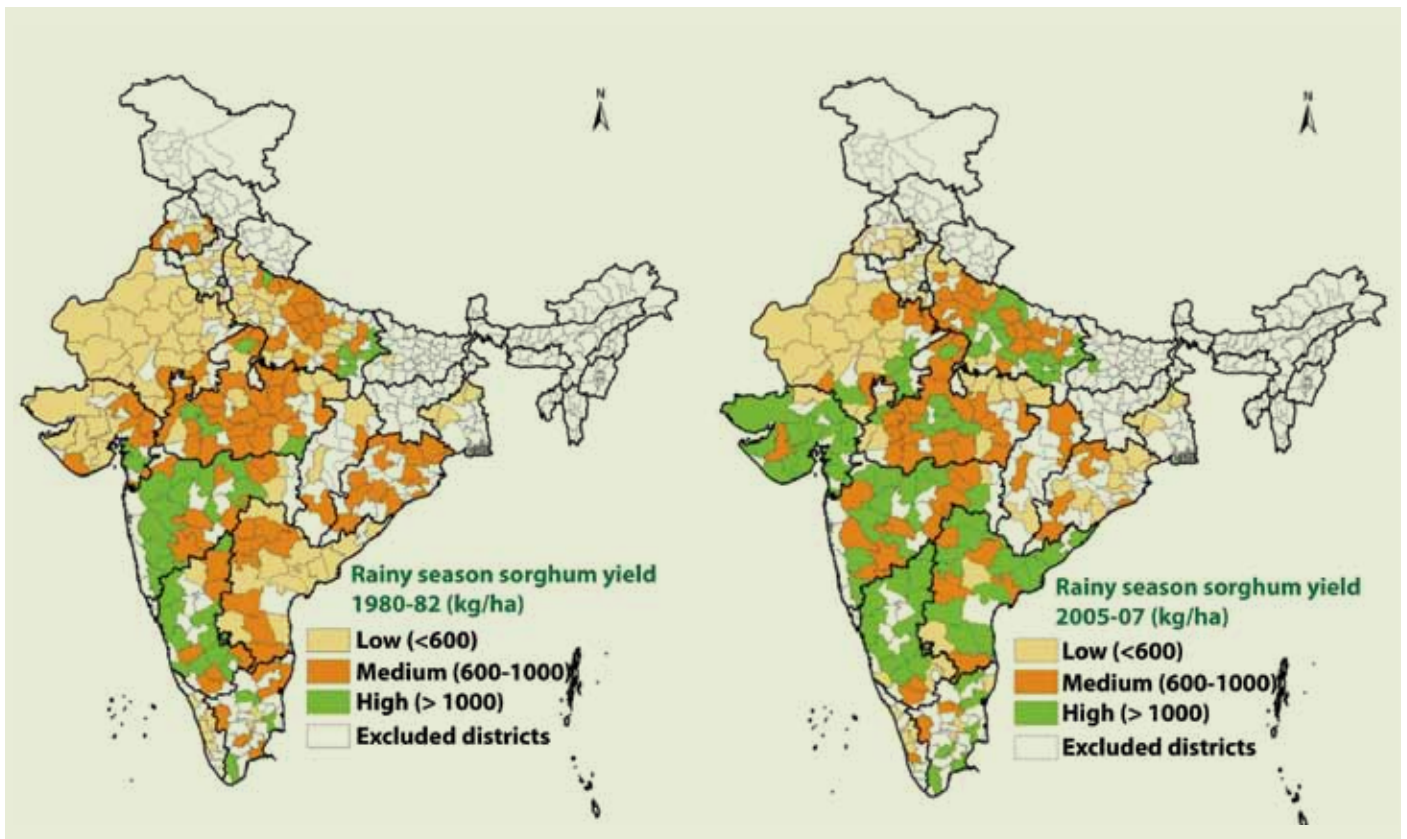 N
Rainy season sorghum yield
1980-82 (kg/ha)
Low (<600)
Medium (600-1000)
High (> 1000)
Excluded districts
N
Rainy season sorghum yield
2005-07 (kg/ha)
Low (<600)
Medium (600-1000)
High (> 1000)
Excluded districts